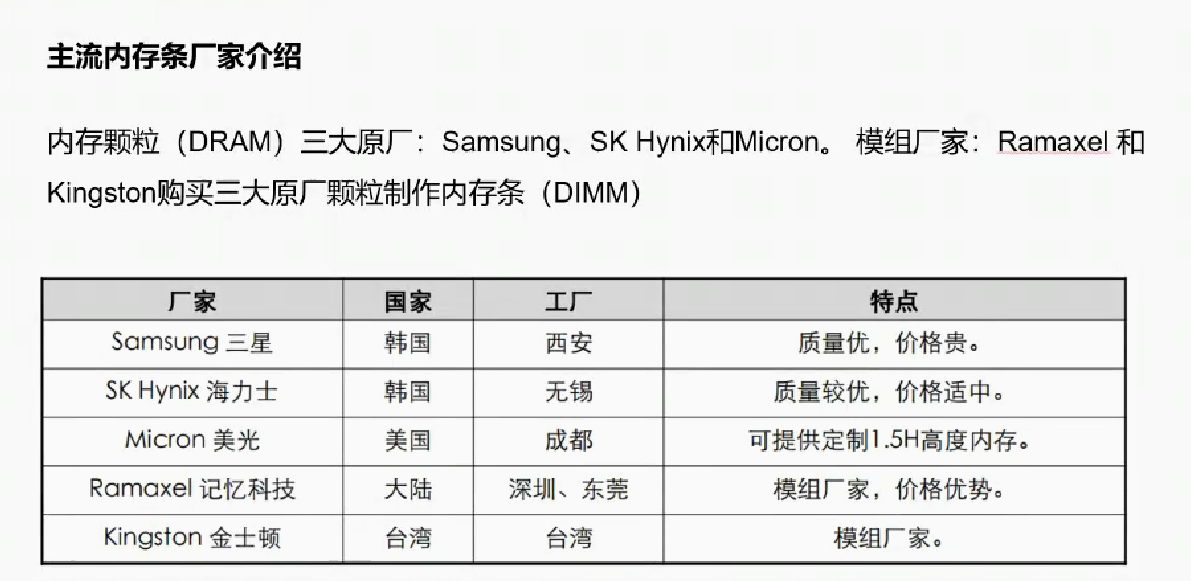 主流内存条厂家介绍
内存颗粒（DRAM）三大原厂：Samsung、SK Hynix和Micron。 模组厂家：Ramaxel 和
Kingston购买三大原厂颗粒制作内存条（DIMM）
厂家 国家 工厂 特点
Samsung 三星 韩国 西安 质量优，价格贵。
SK Hynix 海力士 韩国 无锡 质量较优，价格适中。
Micron 美光 美国 成都 可提供定制1.5H高度内存。
Ramaxel 记忆科技 大陆 深圳、东莞 模组厂家，价格优势。
Kingston 金士顿 台湾 台湾 模组厂家。